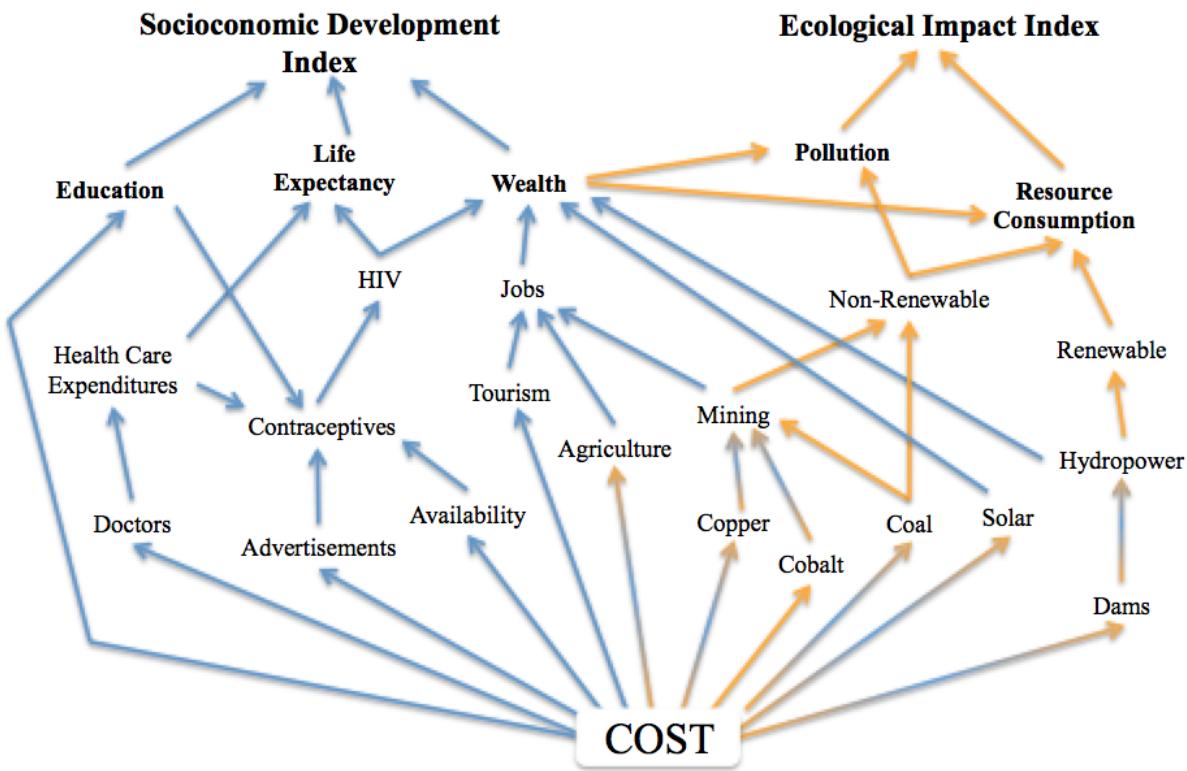 Socioeconomic Development
Index
Ecological Impact Index
Life
Expectancy
Pollution
Education
Wealth
Resource
Consumption
HIV
Jobs
Non-Renewable
Health Care
Expenditures
Renewable
Tourism
Contraceptives
Mining
Agriculture
Hydropower
Doctors
Availability
Advertisements
Copper
Coal
Solar
Cobalt
Dams
COST